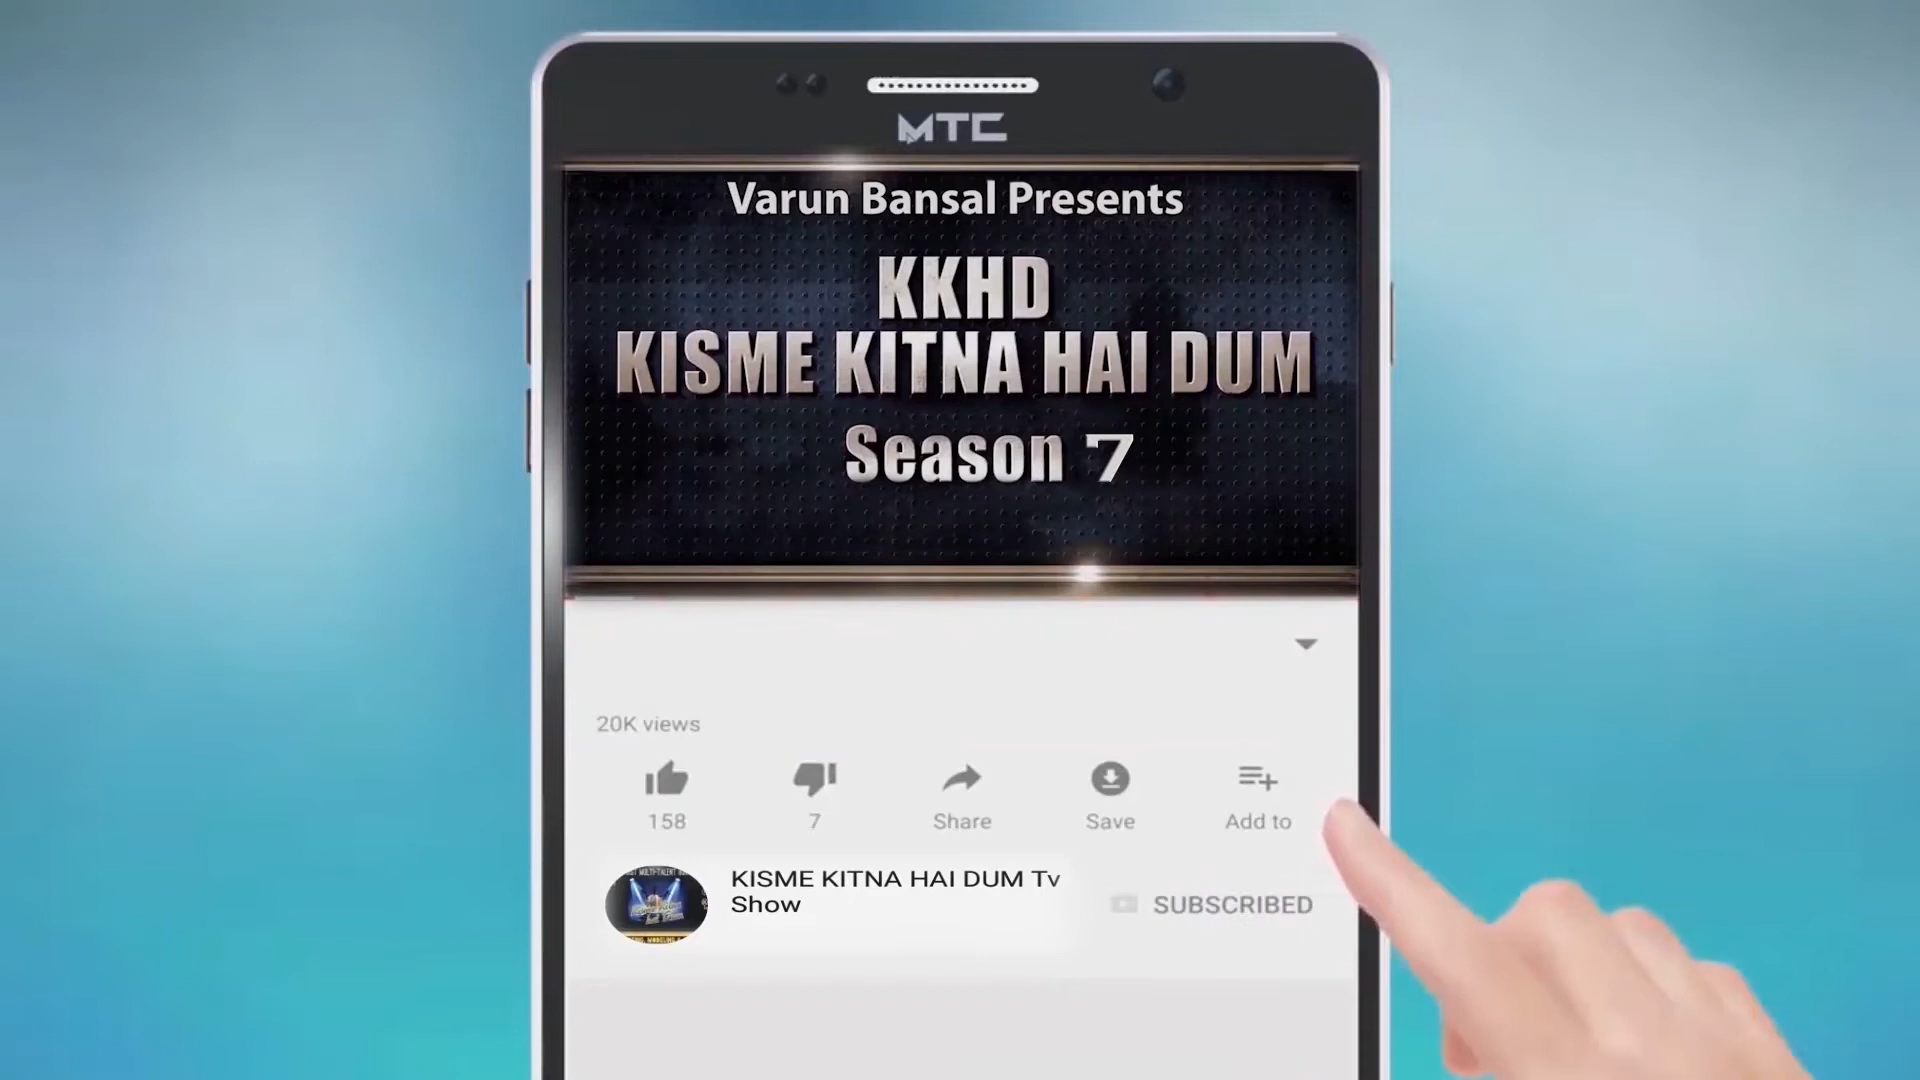 MTC
Varun Bansal Presents
KKHD
KISME KITNA HAI DUM
Season 7
20K views
158
7
Share
Save
Add to
KISME KITNA HAI DUM Tv
Show
SUBSCRIBED